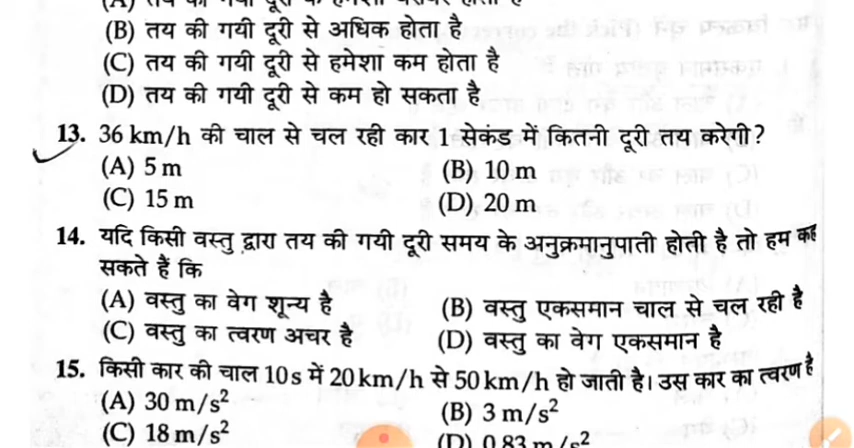 (B) तय की गयी दूरी से अधिक होता है
(C) तय की गयी दूरी से हमेशा कम होता है
(D) तय की गयी दूरी से कम हो सकता है
13. 36 km/h की चाल से चल रही कार 1 सेकंड में कितनी दूरी तय करेगी?
(A) 5 m (B) 10 m
(C) 15 m (D) 20 m
14. यदि किसी वस्तु द्वारा तय की गयी दूरी समय के अनुक्रमानुपाती होती है तो हम कह
सकते हैं कि
(A) वस्तु का वेग शून्य है (B) वस्तु एकसमान चाल से चल रही है
(C) वस्तु का त्वरण अचर है (D) वस्तु का वेग एकसमान है
15. किसी कार की चाल 10 s में 20 km/h से 50 km/h हो जाती है। उस कार का त्वरण है
(A) 30 m/s² (B) 3 m/s²
(C) 18 m/s² (D) 0.83 m/s²